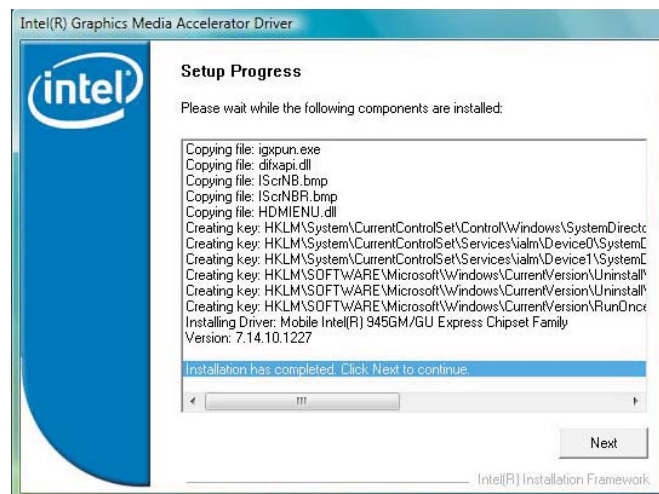 Intel(R) Graphics Media Accelerator Driver
intel
Setup Progress
Please wait while the following components are installed:
Copying file: igxpun.exe
Copying file: difxapi.dll
Copying file: IScrNB.bmp
Copying file: IScrNBR.bmp
Copying file: HDMIENU.dll
Creating key: HKLM\System\CurrentControlSet\Control\Windows\SystemDirecto
Creating key: HKLM\System\CurrentControlSet\Services\ialm\Device0\SystemD
Creating key: HKLM\System\CurrentControlSet\Services\ialm\Device1\SystemD
Creating key: HKLM\SOFTWARE\Microsoft\Windows\CurrentVersion\Uninstall\
Creating key: HKLM\SOFTWARE\Microsoft\Windows\CurrentVersion\Uninstall\
Creating key: HKLM\SOFTWARE\Microsoft\Windows\CurrentVersion\RunOnce
Installing Driver: Mobile Intel(R) 945GM/GU Express Chipset Family
Version: 7.14.10.1227
Installation has completed. Click Next to continue.
Next
Intel(R) Installation Framework